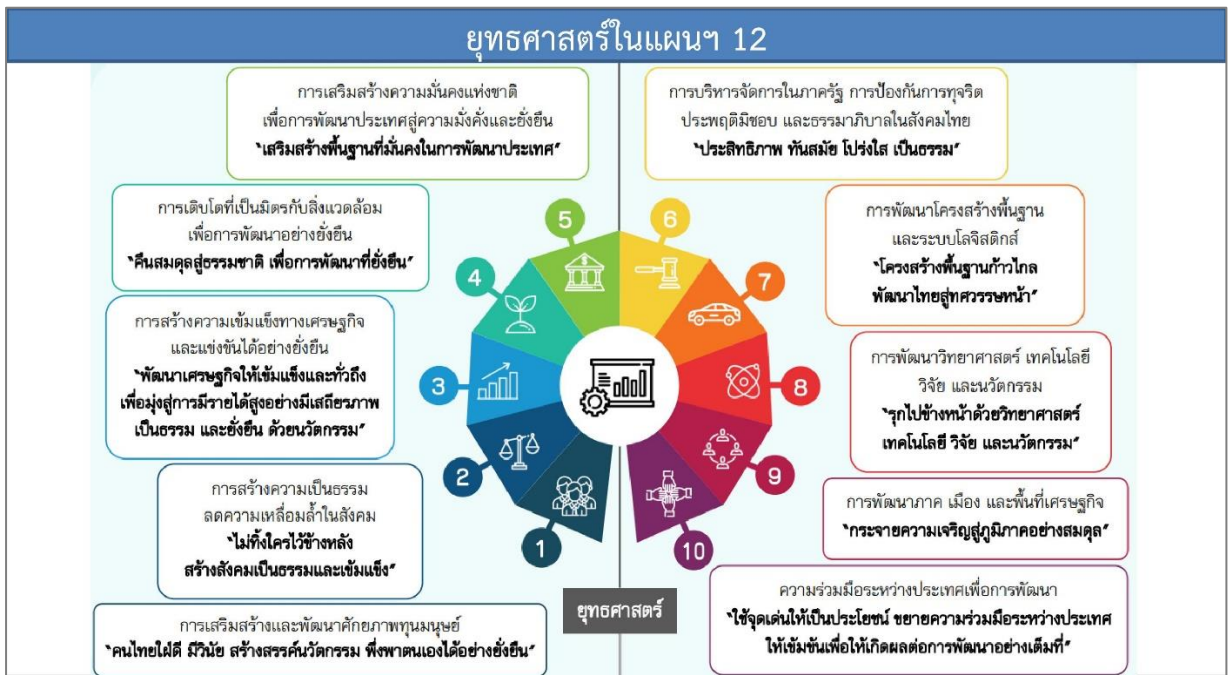 ยุทธศาสตร์ในแผนฯ 12
การเสริมสร้างความมั่นคงแห่งชาติ
เพื่อการพัฒนาประเทศสู่ความมั่งคั่งและยั่งยืน
"เสริมสร้างพื้นฐานที่มั่นคงในการพัฒนาประเทศ"
การเติบโตที่เป็นมิตรกับสิ่งแวดล้อม
เพื่อการพัฒนาอย่างยั่งยืน
"คืนสมดุลสู่ธรรมชาติ เพื่อการพัฒนาที่ยั่งยืน"
การสร้างความเข้มแข็งทางเศรษฐกิจ
และแข่งขันได้อย่างยั่งยืน
"พัฒนาเศรษฐกิจให้เข้มแข็งและทั่วถึง
เพื่อมุ่งสู่การมีรายได้สูงอย่างมีเสถียรภาพ
เป็นธรรม และยั่งยืน ด้วยนวัตกรรม"
การสร้างความเป็นธรรม
ลดความเหลื่อมล้ำในสังคม
"ไม่ทิ้งใครไว้ข้างหลัง
สร้างสังคมเป็นธรรมและเข้มแข็ง"
การเสริมสร้างและพัฒนาศักยภาพทุนมนุษย์
"คนไทยใฝ่ดี มีวินัย สร้างสรรค์นวัตกรรม พึ่งพาตนเองได้อย่างยั่งยืน"
5
4
3
2
1
6
7
8
9
10
ยุทธศาสตร์
การบริหารจัดการในภาครัฐ การป้องกันการทุจริต
ประพฤติมิชอบ และธรรมาภิบาลในสังคมไทย
"ประสิทธิภาพ ทันสมัย โปร่งใส เป็นธรรม"
การพัฒนาโครงสร้างพื้นฐาน
และระบบโลจิสติกส์
"โครงสร้างพื้นฐานก้าวไกล
พัฒนาไทยสู่ทศวรรษหน้า"
การพัฒนาวิทยาศาสตร์ เทคโนโลยี
วิจัย และนวัตกรรม
"รุกไปข้างหน้าด้วยวิทยาศาสตร์
เทคโนโลยี วิจัย และนวัตกรรม"
การพัฒนาภาค เมือง และพื้นที่เศรษฐกิจ
"กระจายความเจริญสู่ภูมิภาคอย่างสมดุล"
ความร่วมมือระหว่างประเทศเพื่อการพัฒนา
"ใช้จุดเด่นให้เป็นประโยชน์ ขยายความร่วมมือระหว่างประเทศ
ให้เข้มข้นเพื่อให้เกิดผลต่อการพัฒนาอย่างเต็มที่"